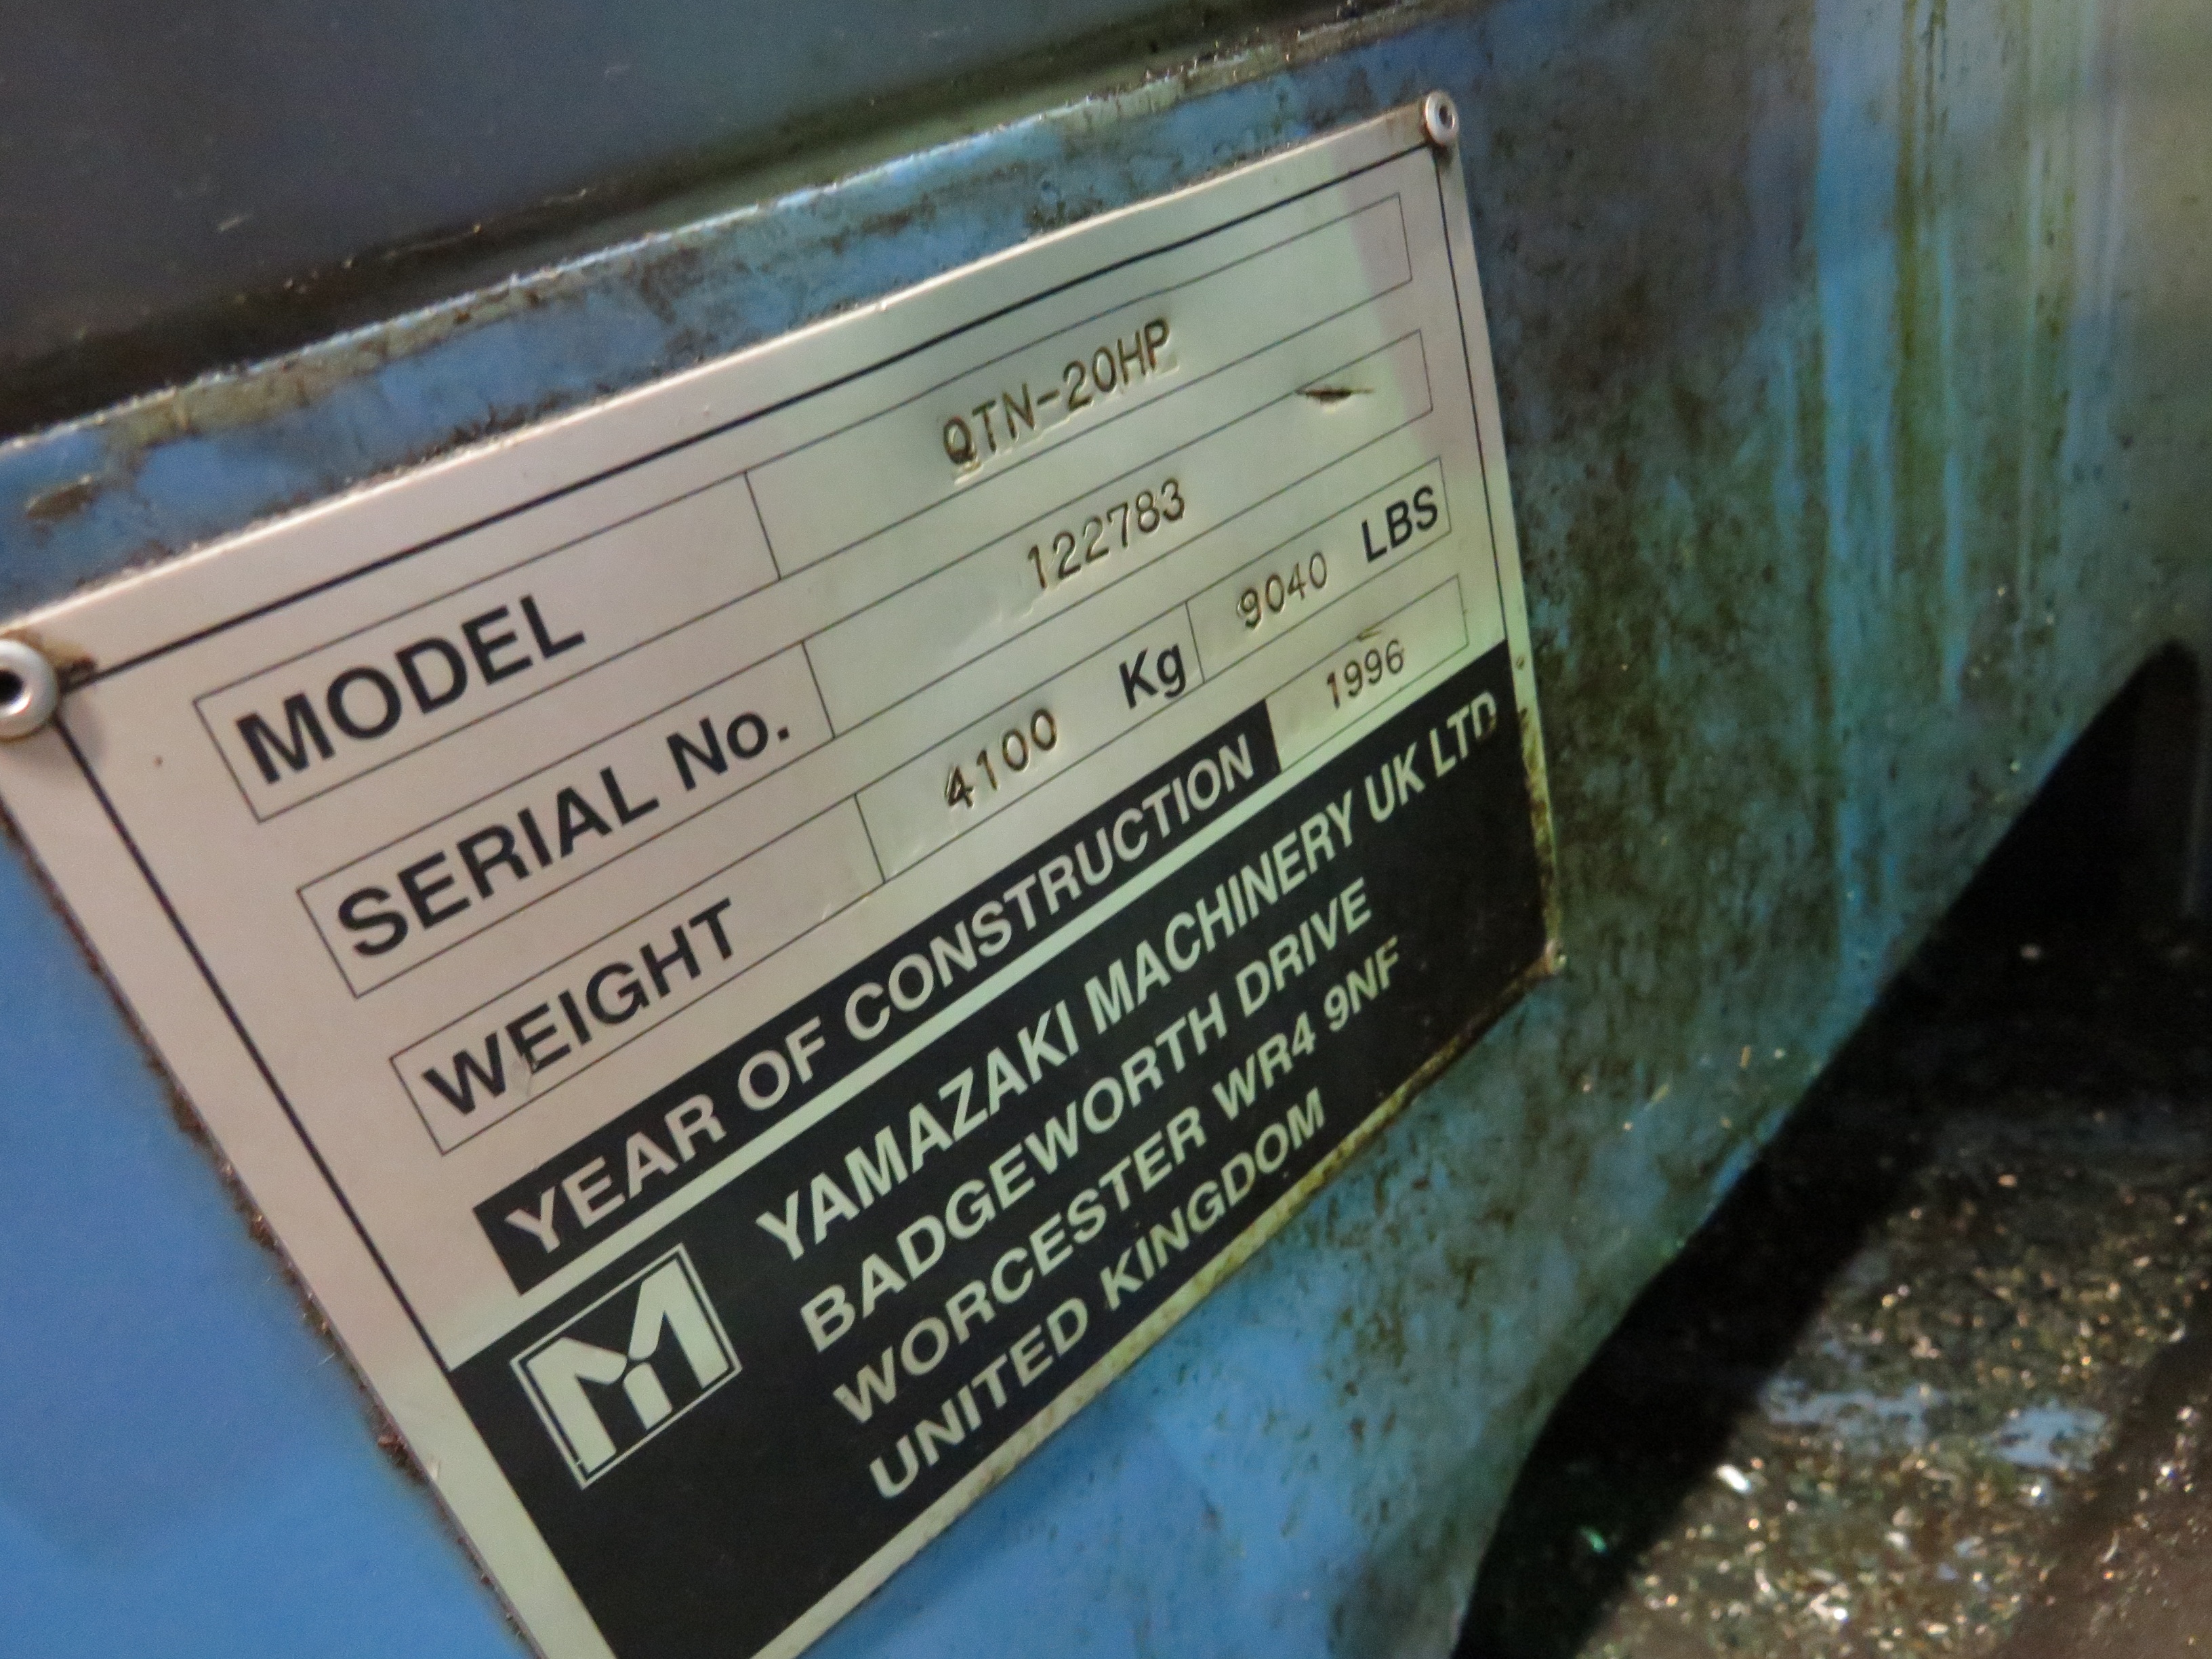 MODEL QTN-20HP
SERIAL No. 122783
WEIGHT 4100 Kg 9040 LBS
YEAR OF CONSTRUCTION 1996
YAMAZAKI MACHINERY UK LTD
BADGEWORTH DRIVE
WORCESTER WR4 9NF
UNITED KINGDOM